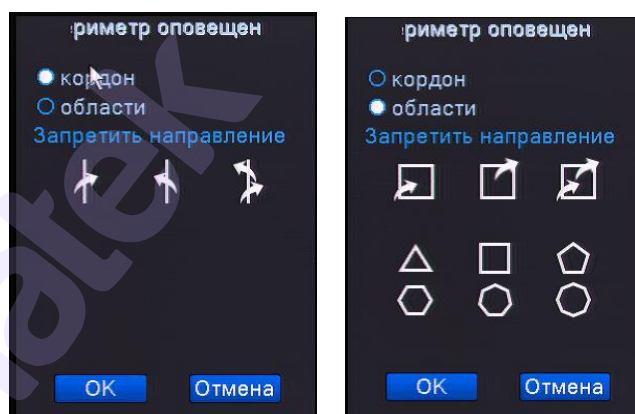 риметр оповещен
кордон
области
Запретить направление
OK
Отмена
риметр оповещен
кордон
области
Запретить направление
OK
Отмена